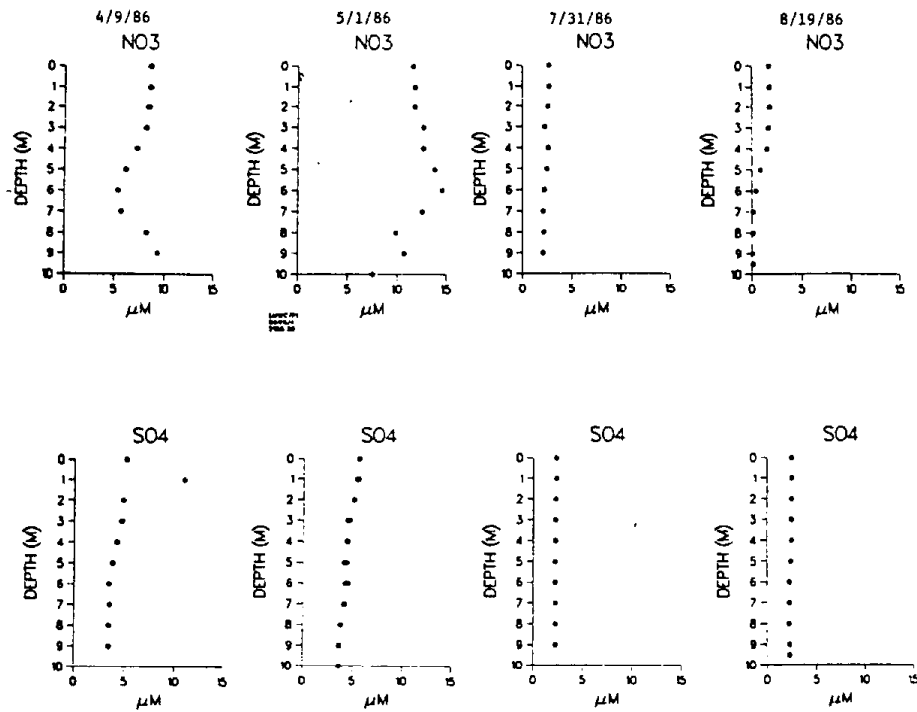 4/9/86 5/1/86 7/31/86 8/19/86
NO3 NO3 NO3 NO3
DEPTH (M) DEPTH (M) DEPTH (M) DEPTH (M)
0 0 0 0
1 1 1 1
2 2 2 2
3 3 3 3
4 4 4 4
5 5 5 5
6 6 6 6
7 7 7 7
8 8 8 8
9 9 9 9
10 10 10 10
0 5 10 15 0 5 10 15 0 5 10 15 0 5 10 15
μM μM μM μM
SO4 SO4 SO4 SO4
DEPTH (M) DEPTH (M) DEPTH (M) DEPTH (M)
0 0 0 0
1 1 1 1
2 2 2 2
3 3 3 3
4 4 4 4
5 5 5 5
6 6 6 6
7 7 7 7
8 8 8 8
9 9 9 9
10 10 10 10
0 5 10 15 0 5 10 15 0 5 10 15 0 5 10 15
μM μM μM μM